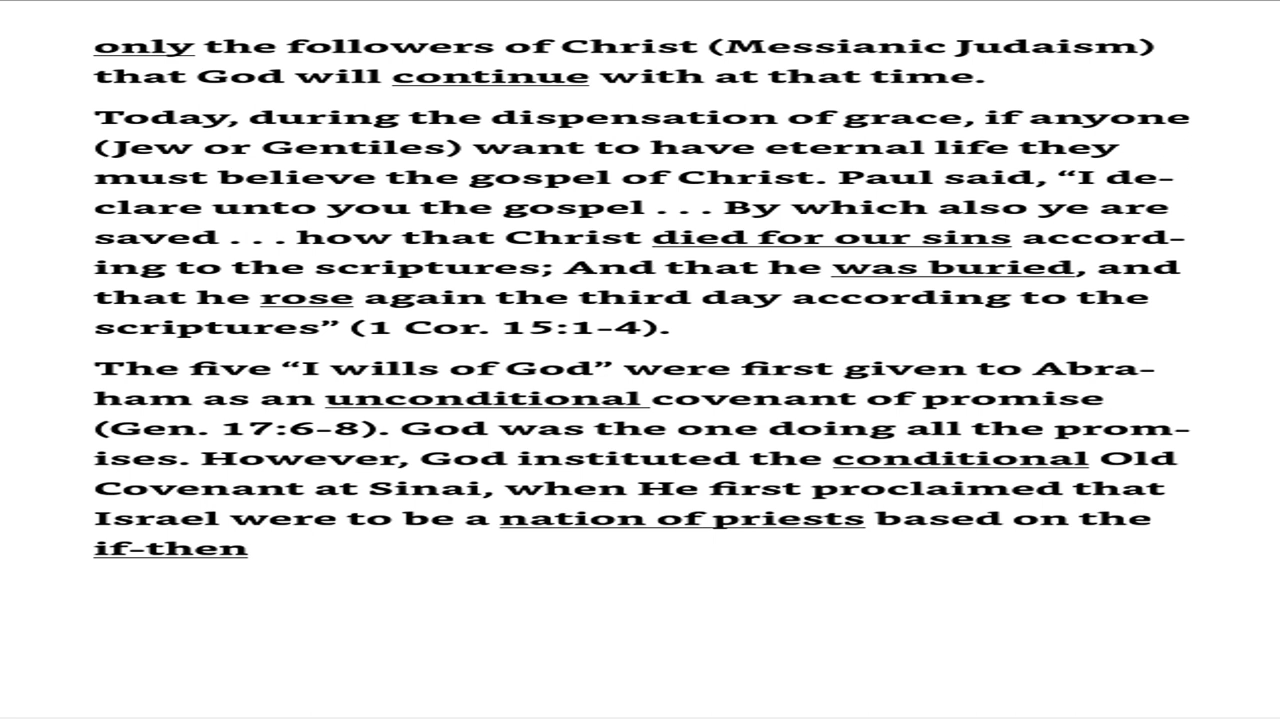 only the followers of Christ (Messianic Judaism)
that God will continue with at that time.
Today, during the dispensation of grace, if anyone
(Jew or Gentiles) want to have eternal life they
must believe the gospel of Christ. Paul said, “I de-
clare unto you the gospel . . . By which also ye are
saved . . . how that Christ died for our sins accord-
ing to the scriptures; And that he was buried, and
that he rose again the third day according to the
scriptures” (1 Cor. 15:1-4).
The five “I wills of God” were first given to Abra-
ham as an unconditional covenant of promise
(Gen. 17:6-8). God was the one doing all the prom-
ises. However, God instituted the conditional Old
Covenant at Sinai, when He first proclaimed that
Israel were to be a nation of priests based on the
if-then